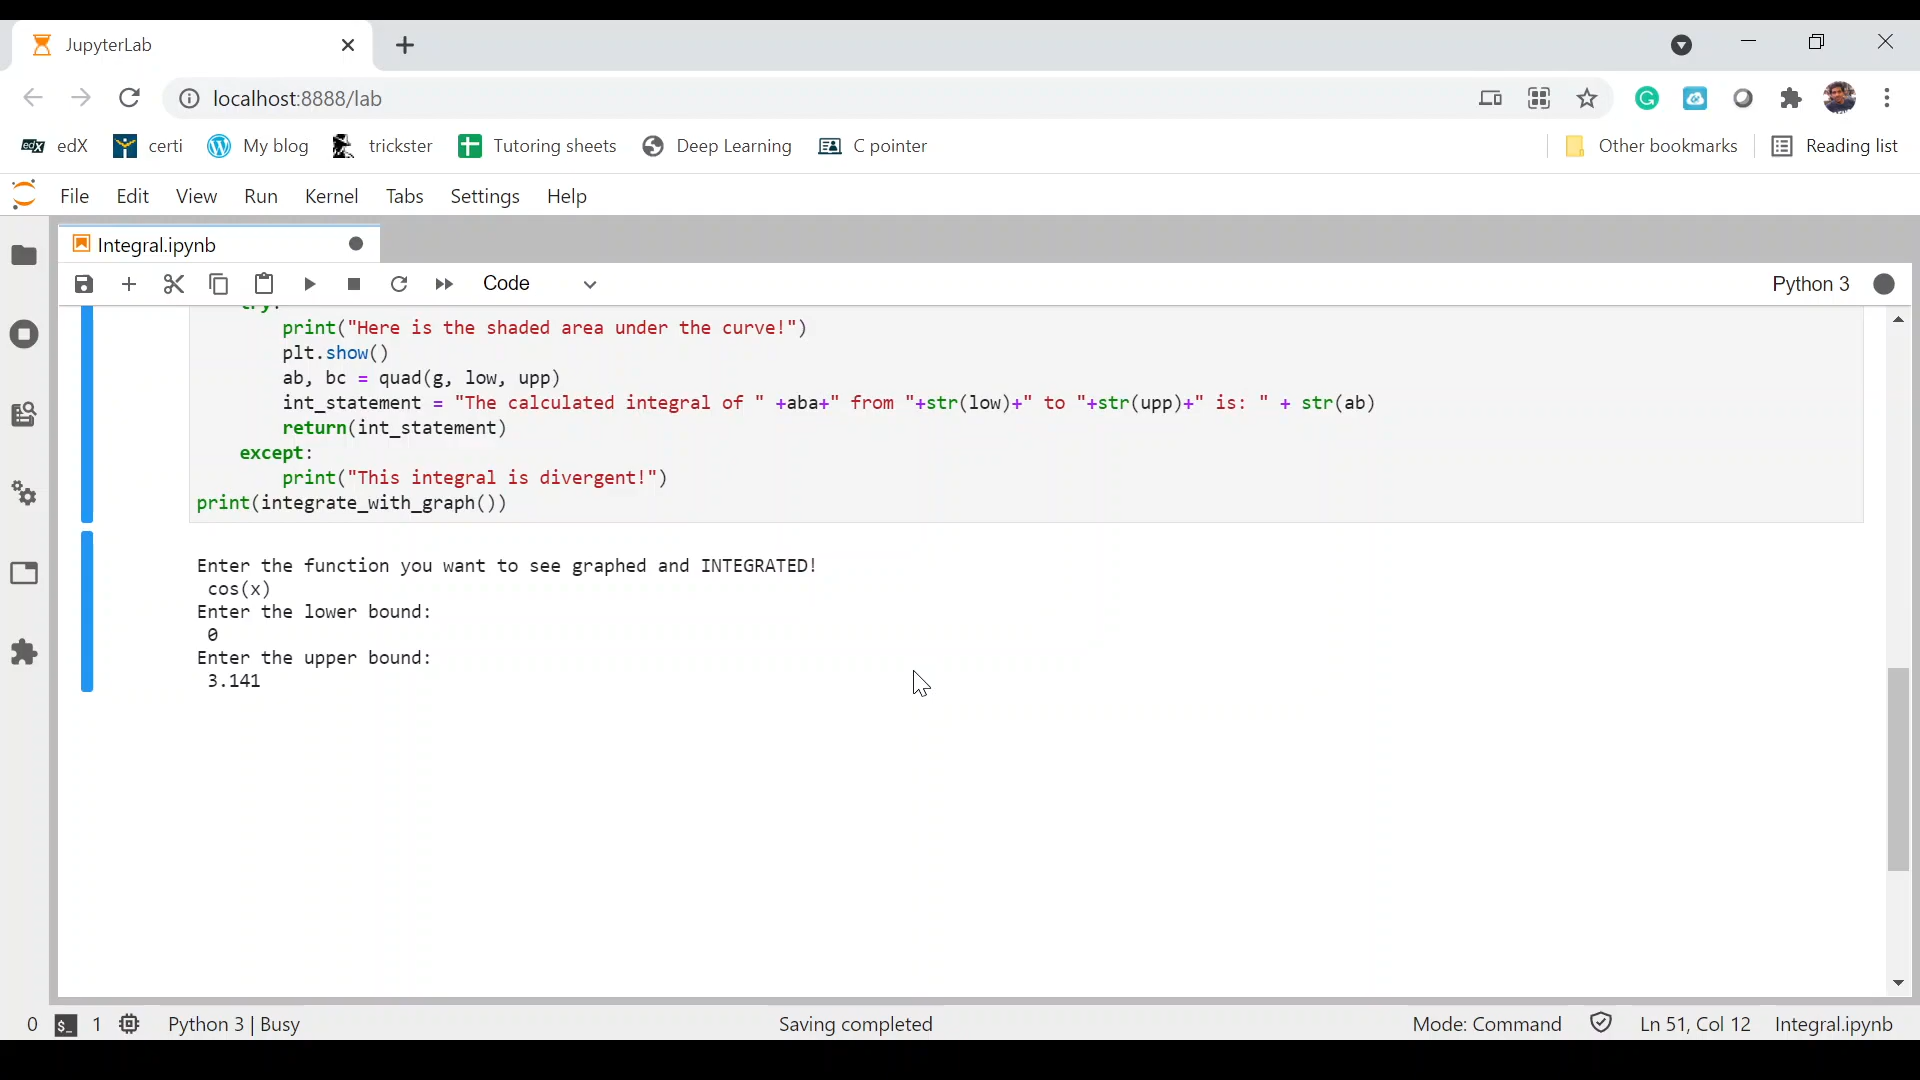 JupyterLab
localhost:8888/lab
edX certi My blog trickster Tutoring sheets Deep Learning C pointer Other bookmarks Reading list
File Edit View Run Kernel Tabs Settings Help
Integral.ipynb
Code Python 3
try:
print("Here is the shaded area under the curve!")
plt.show()
ab, bc = quad(g, low, upp)
int_statement = "The calculated integral of " +aba+" from "+str(low)+" to "+str(upp)+" is: " + str(ab)
return(int_statement)
except:
print("This integral is divergent!")
print(integrate_with_graph())
Enter the function you want to see graphed and INTEGRATED!
cos(x)
Enter the lower bound:
0
Enter the upper bound:
3.141
0 1 Python 3 | Busy Saving completed Mode: Command Ln 51, Col 12 Integral.ipynb